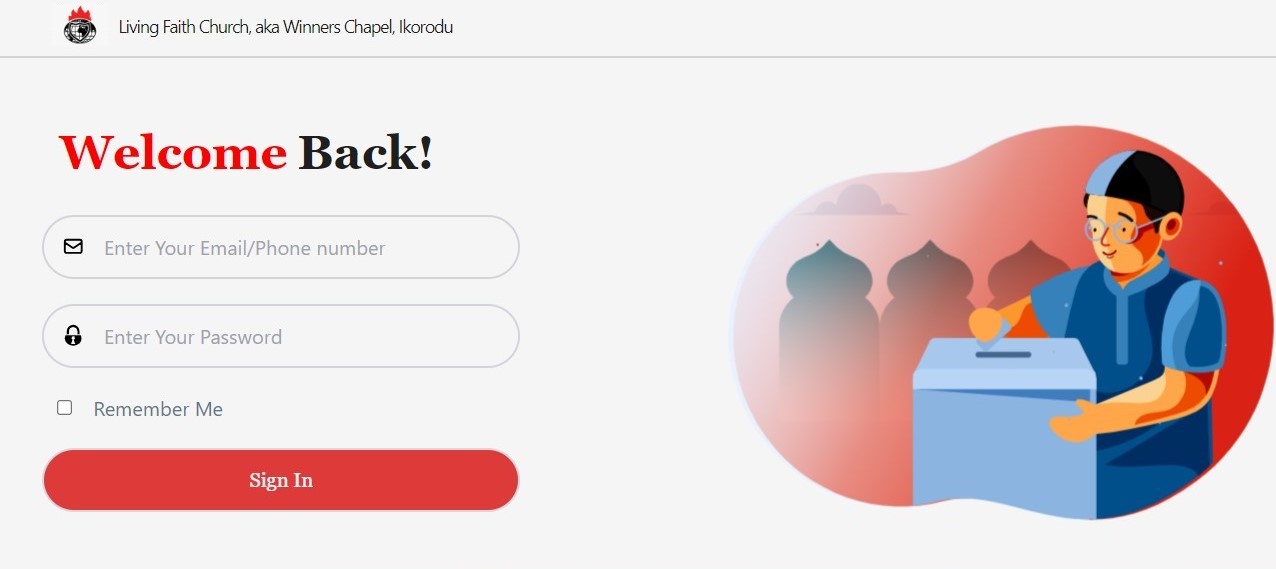 Living Faith Church, aka Winners Chapel, Ikorodu
Welcome Back!
Enter Your Email/Phone number
Enter Your Password
Remember Me
Sign In